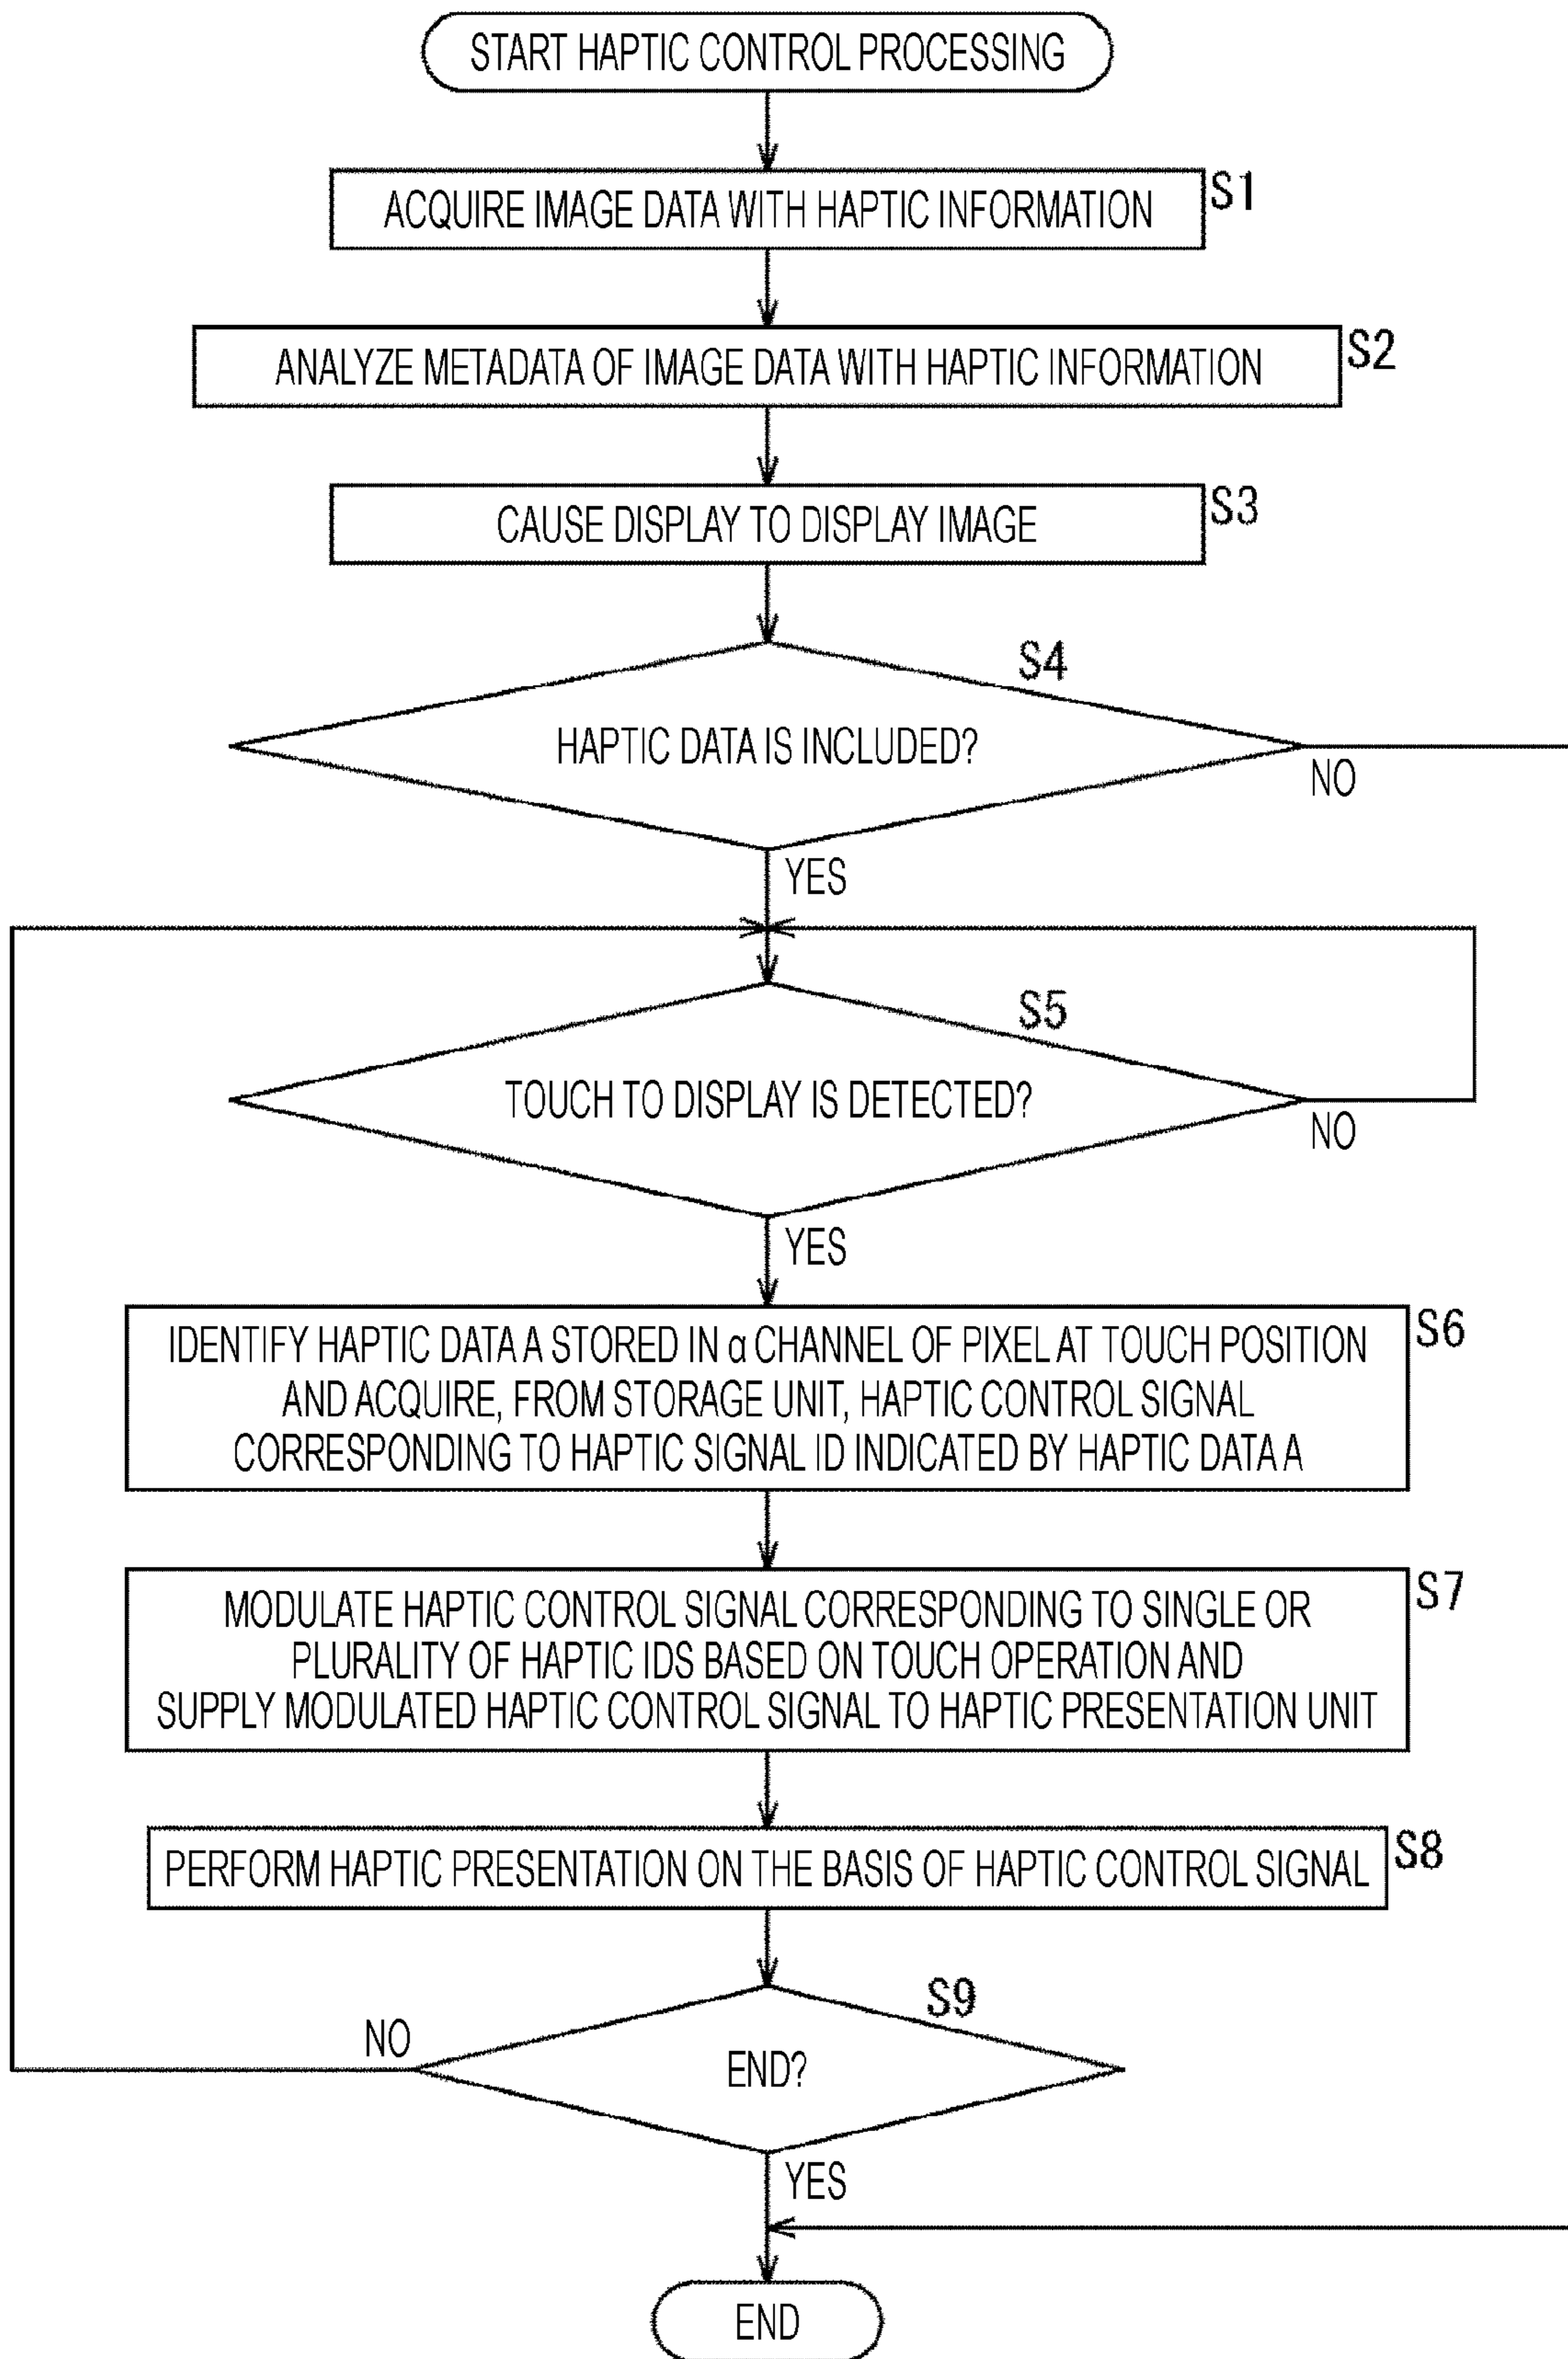 START HAPTIC CONTROL PROCESSING
S1
ACQUIRE IMAGE DATA WITH HAPTIC INFORMATION
S2
ANALYZE METADATA OF IMAGE DATA WITH HAPTIC INFORMATION
S3
CAUSE DISPLAY TO DISPLAY IMAGE
S4
HAPTIC DATA IS INCLUDED?
NO
YES
S5
TOUCH TO DISPLAY IS DETECTED?
NO
YES
S6
IDENTIFY HAPTIC DATA A STORED IN α CHANNEL OF PIXEL AT TOUCH POSITION
AND ACQUIRE, FROM STORAGE UNIT, HAPTIC CONTROL SIGNAL
CORRESPONDING TO HAPTIC SIGNAL ID INDICATED BY HAPTIC DATA A
S7
MODULATE HAPTIC CONTROL SIGNAL CORRESPONDING TO SINGLE OR
PLURALITY OF HAPTIC IDS BASED ON TOUCH OPERATION AND
SUPPLY MODULATED HAPTIC CONTROL SIGNAL TO HAPTIC PRESENTATION UNIT
S8
PERFORM HAPTIC PRESENTATION ON THE BASIS OF HAPTIC CONTROL SIGNAL
S9
NO
END?
YES
END